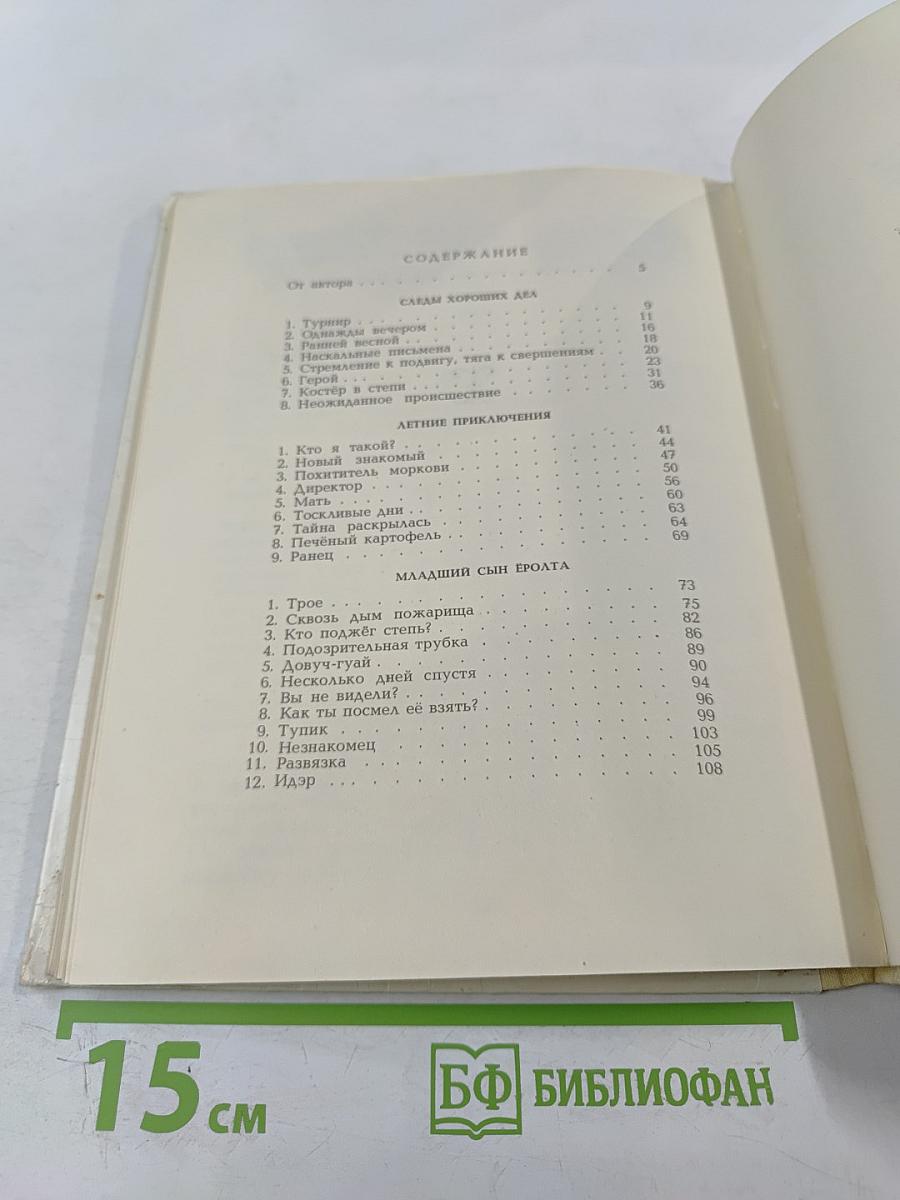 СОДЕРЖАНИЕ
От автора . . . . . . . . . . . . . . . 5
СЛЕДЫ ХОРОШИХ ДЕЛ
1. Турнир . . . . . . . . . . . . . . . 9
2. Однажды вечером . . . . . . . . . . . 11
3. Ранней весной . . . . . . . . . . . . 16
4. Наскальные письмена . . . . . . . . . 18
5. Стремление к подвигу, тяга к свершениям . . 20
6. Герой . . . . . . . . . . . . . . . 23
7. Костёр в степи . . . . . . . . . . . . 31
8. Неожиданное происшествие . . . . . . . 36
ЛЕТНИЕ ПРИКЛЮЧЕНИЯ
1. Кто я такой? . . . . . . . . . . . . 41
2. Новый знакомый . . . . . . . . . . . 44
3. Похититель моркови . . . . . . . . . . 47
4. Директор . . . . . . . . . . . . . . 50
5. Мать . . . . . . . . . . . . . . . 56
6. Тоскливые дни . . . . . . . . . . . . 60
7. Тайна раскрылась . . . . . . . . . . . 63
8. Печёный картофель . . . . . . . . . . 64
9. Ранец . . . . . . . . . . . . . . . 69
МЛАДШИЙ СЫН ЁРОЛТА
1. Трое . . . . . . . . . . . . . . . 73
2. Сквозь дым пожарища . . . . . . . . . 75
3. Кто поджёг степь? . . . . . . . . . . 82
4. Подозрительная трубка . . . . . . . . . 86
5. Довуч-гуай . . . . . . . . . . . . . 89
6. Несколько дней спустя . . . . . . . . . 90
7. Вы не видели? . . . . . . . . . . . . 94
8. Как ты посмел её взять? . . . . . . . . 96
9. Тупик . . . . . . . . . . . . . . . 99
10. Незнакомец . . . . . . . . . . . . . 103
11. Развязка . . . . . . . . . . . . . . 105
12. Идэр . . . . . . . . . . . . . . . 108
15 см
БФ БИБЛИОФАН